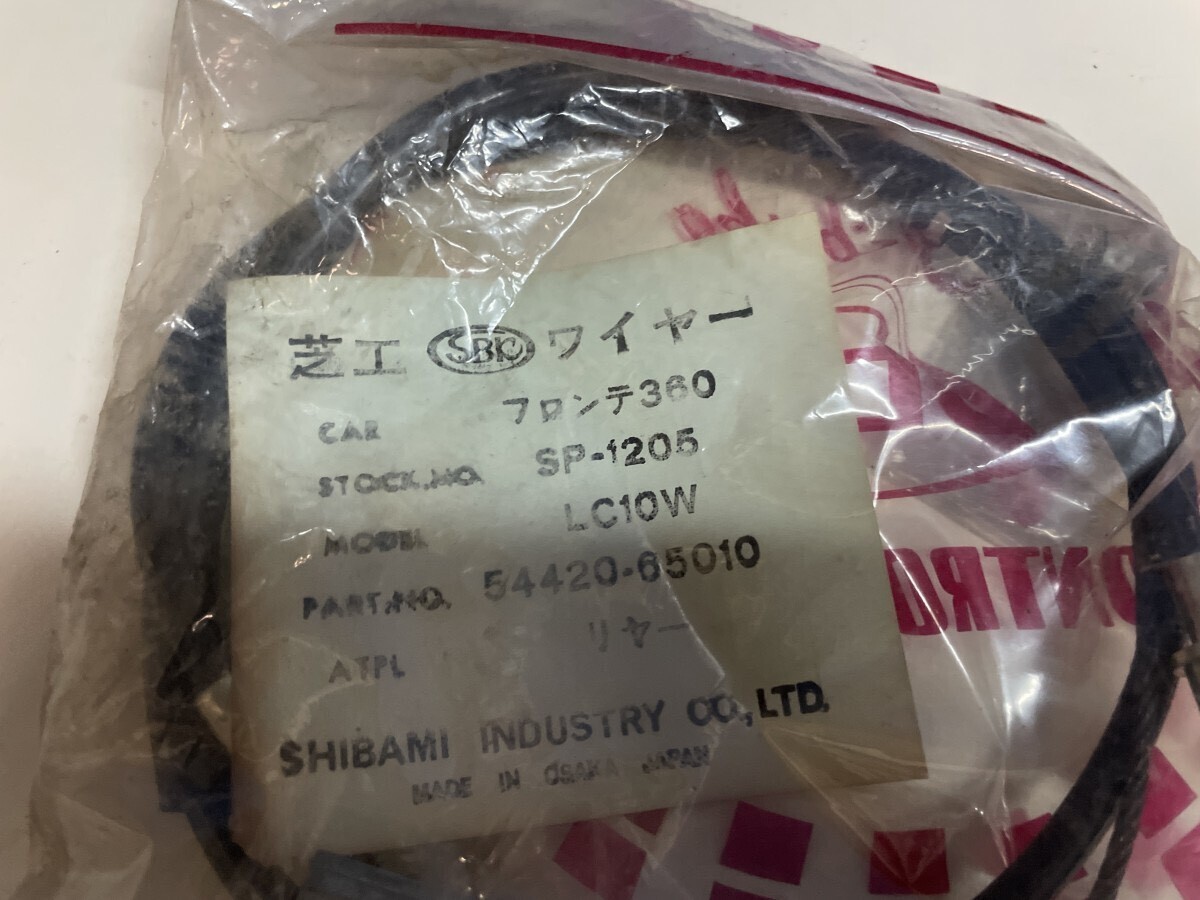 芝工 SBK ワイヤー
CAR フロンテ360
STOCK.NO. SP-1205
MODEL LC10W
PART.NO. 54420-65010
ATPL リヤー
SHIBAMI INDUSTRY CO.,LTD.
MADE IN OSAKA JAPAN
ONTRO